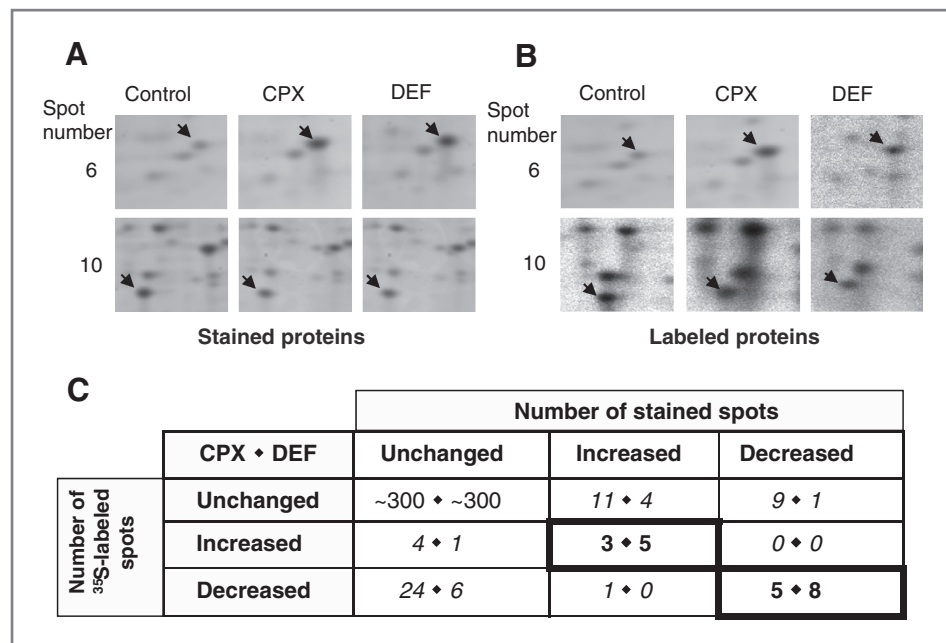 A
Control CPX DEF
Spot
number
6
10
Stained proteins
B
Control CPX DEF
Spot
number
6
10
Labeled proteins
C
Number of stained spots
CPX ◆ DEF Unchanged Increased Decreased
Number of
³⁵S-labeled
spots
Unchanged ~300 ◆ ~300 11 ◆ 4 9 ◆ 1
Increased 4 ◆ 1 3 ◆ 5 0 ◆ 0
Decreased 24 ◆ 6 1 ◆ 0 5 ◆ 8